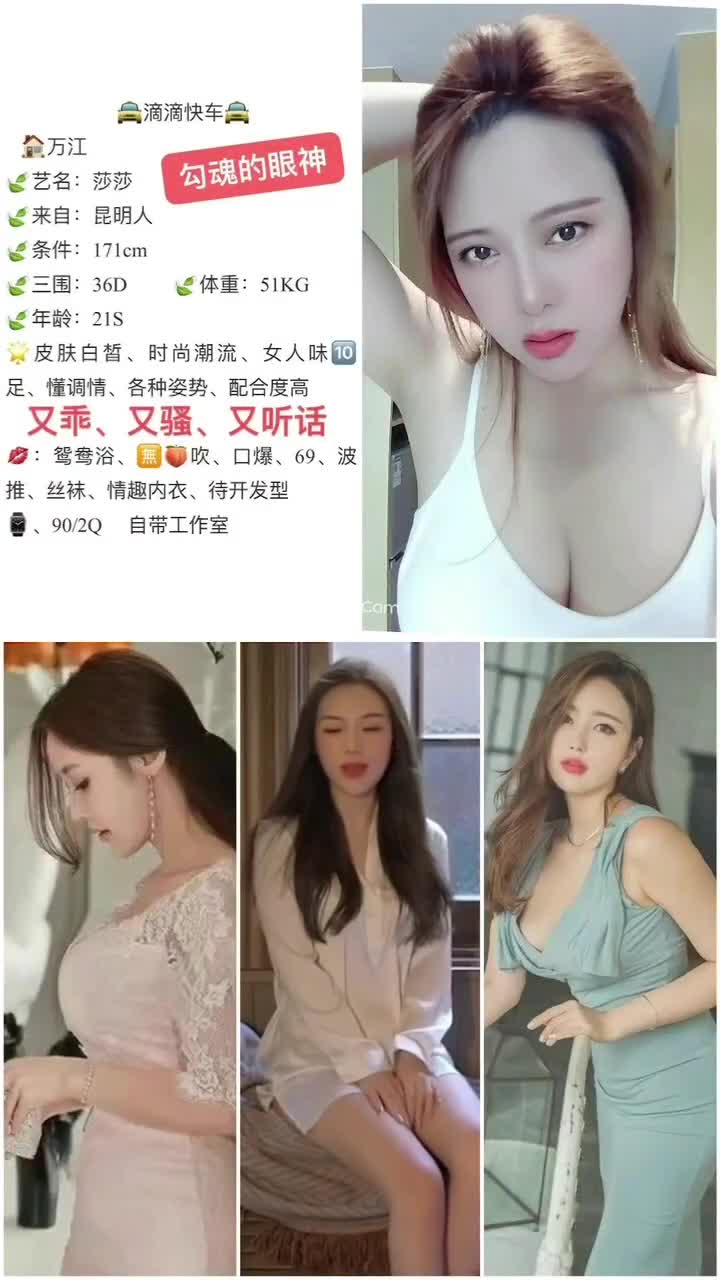 🚖滴滴快车🚖
🏠万江
勾魂的眼神
🍃艺名：莎莎
🍃来自：昆明人
🍃条件：171cm
🍃三围：36D 🍃体重：51KG
🍃年龄：21S
🌟皮肤白皙、时尚潮流、女人味🔟
足、懂调情、各种姿势、配合度高
又乖、又骚、又听话
💋：鸳鸯浴、🈚🍑吹、口爆、69、波
推、丝袜、情趣内衣、待开发型
⌚、90/2Q 自带工作室
Cam